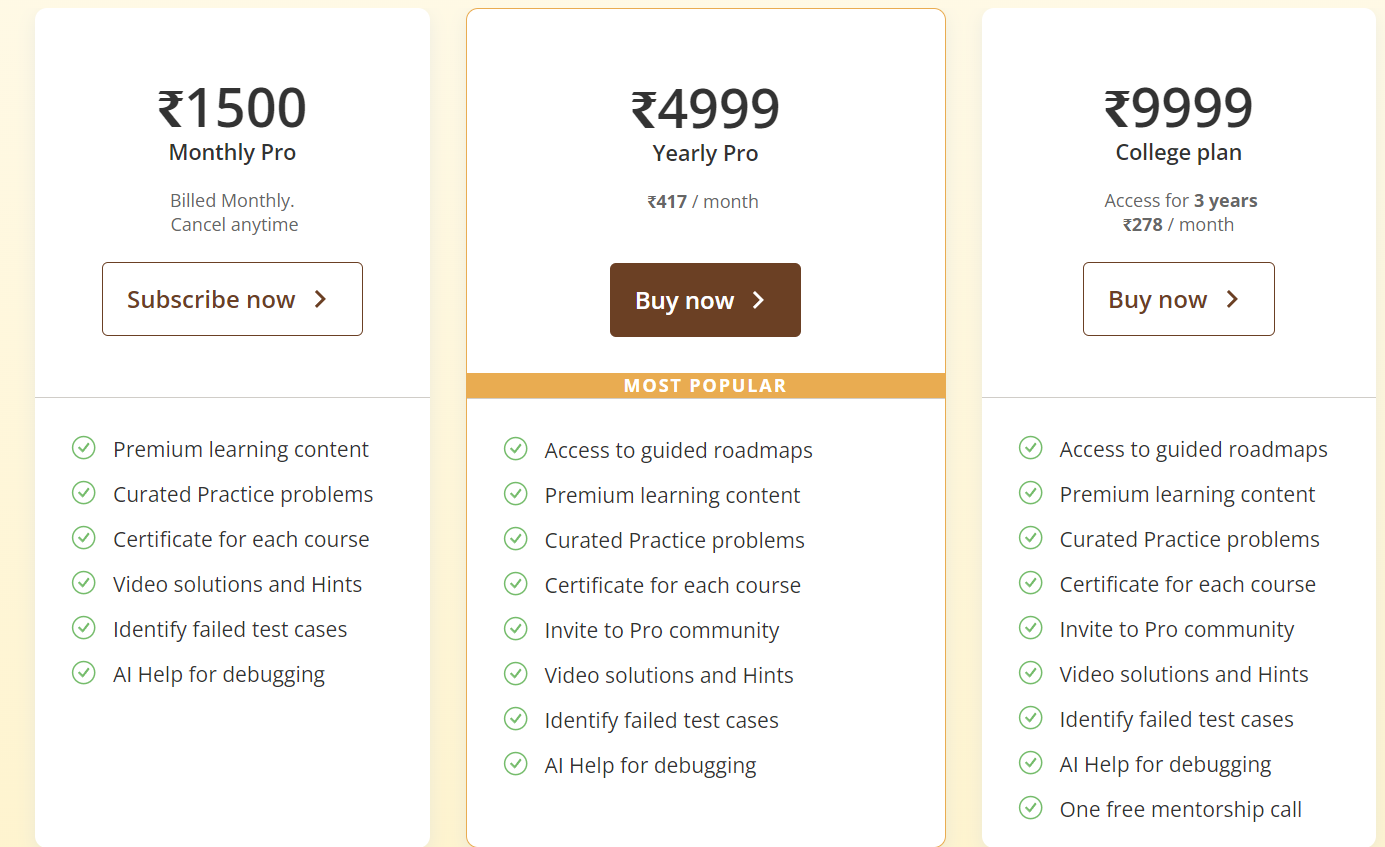 ₹1500
Monthly Pro
Billed Monthly.
Cancel anytime
Subscribe now
Premium learning content
Curated Practice problems
Certificate for each course
Video solutions and Hints
Identify failed test cases
AI Help for debugging
₹4999
Yearly Pro
₹417 / month
Buy now
MOST POPULAR
Access to guided roadmaps
Premium learning content
Curated Practice problems
Certificate for each course
Invite to Pro community
Video solutions and Hints
Identify failed test cases
AI Help for debugging
₹9999
College plan
Access for 3 years
₹278 / month
Buy now
Access to guided roadmaps
Premium learning content
Curated Practice problems
Certificate for each course
Invite to Pro community
Video solutions and Hints
Identify failed test cases
AI Help for debugging
One free mentorship call